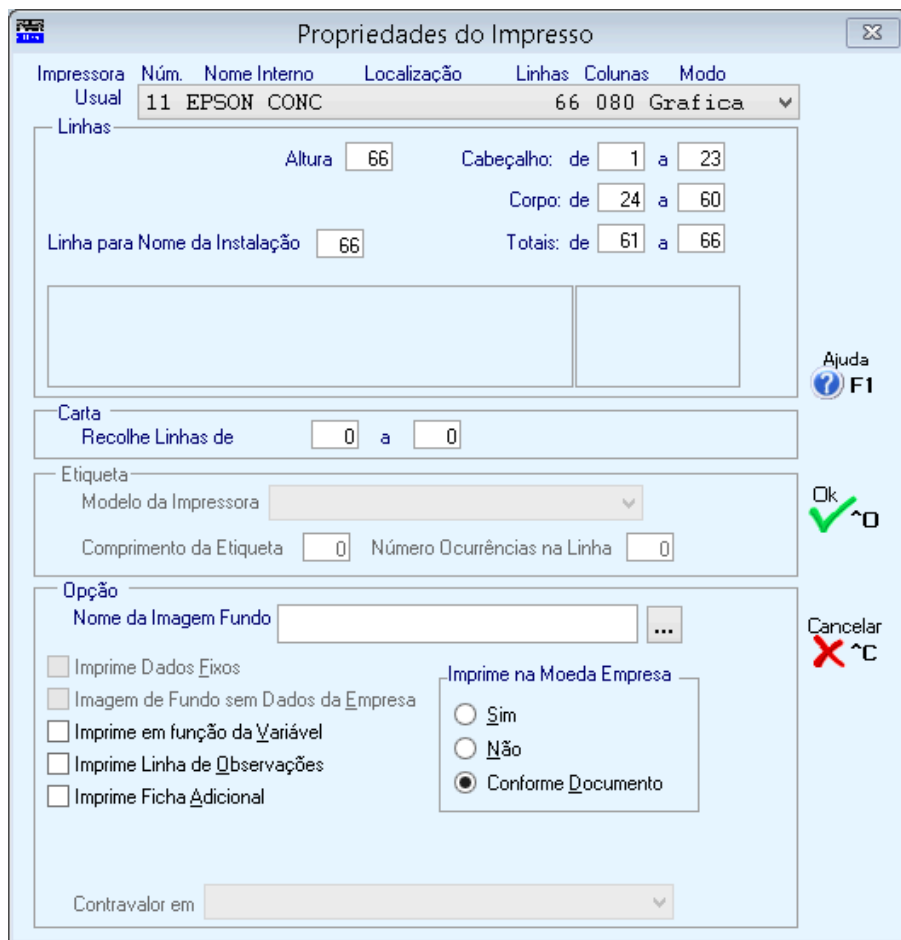 Propriedades do Impresso
Impressora Núm. Nome Interno Localização Linhas Colunas Modo
Usual 11 EPSON CONC 66 080 Grafica
Linhas
Altura 66 Cabeçalho: de 1 a 23
Corpo: de 24 a 60
Linha para Nome da Instalação 66 Totais: de 61 a 66
Ajuda
F1
Carta
Recolhe Linhas de 0 a 0
Etiqueta
Modelo da Impressora
Ok
^O
Comprimento da Etiqueta 0 Número Ocurrências na Linha 0
Opção
Nome da Imagem Fundo ...
Cancelar
^C
Imprime Dados Fixos
Imagem de Fundo sem Dados da Empresa
Imprime em função da Variável
Imprime Linha de Observações
Imprime Ficha Adicional
Imprime na Moeda Empresa
Sim
Não
Conforme Documento
Contravalor em